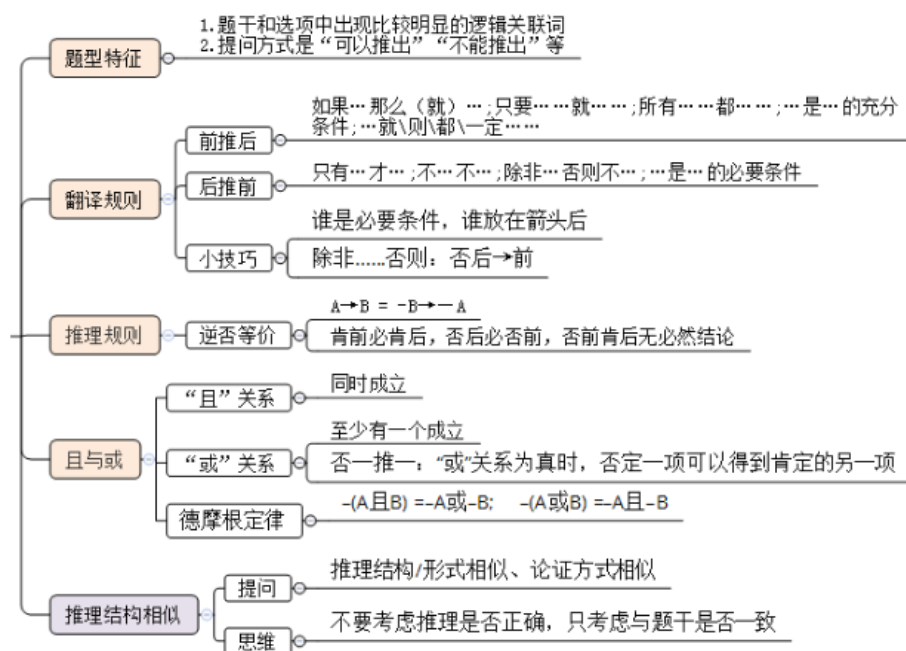 题型特征
1.题干和选项中出现比较明显的逻辑关联词
2.提问方式是“可以推出”“不能推出”等
翻译规则
前推后
如果…那么（就）…;只要……就……;所有……都……;…是…的充分
条件;…就\则\都\一定……
后推前
只有…才…;不…不…;除非…否则不…;…是…的必要条件
小技巧
谁是必要条件，谁放在箭头后
除非……否则：否后→前
推理规则
逆否等价
A→B = -B→－A
肯前必肯后，否后必否前，否前肯后无必然结论
且与或
“且”关系
同时成立
“或”关系
至少有一个成立
否一推一：“或”关系为真时，否定一项可以得到肯定的另一项
德摩根定律
–(A且B) =–A或–B;  –(A或B) =–A且–B
推理结构相似
提问
推理结构/形式相似、论证方式相似
思维
不要考虑推理是否正确，只考虑与题干是否一致